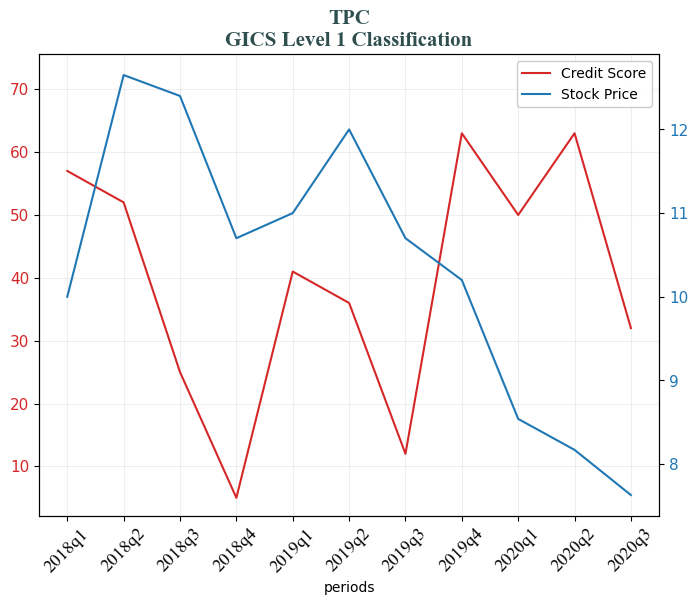 TPC
GICS Level 1 Classification
Credit Score
Stock Price
70
60
50
40
30
20
10
12
11
10
9
8
2018q1
2018q2
2018q3
2018q4
2019q1
2019q2
2019q3
2019q4
2020q1
2020q2
2020q3
periods